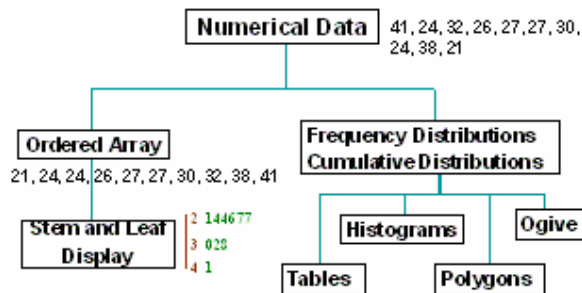 Numerical Data
41, 24, 32, 26, 27, 27, 30,
24, 38, 21
Ordered Array
21, 24, 24, 26, 27, 27, 30, 32, 38, 41
Frequency Distributions
Cumulative Distributions
Stem and Leaf
Display
2 144677
3 028
4 1
Histograms
Ogive
Tables
Polygons